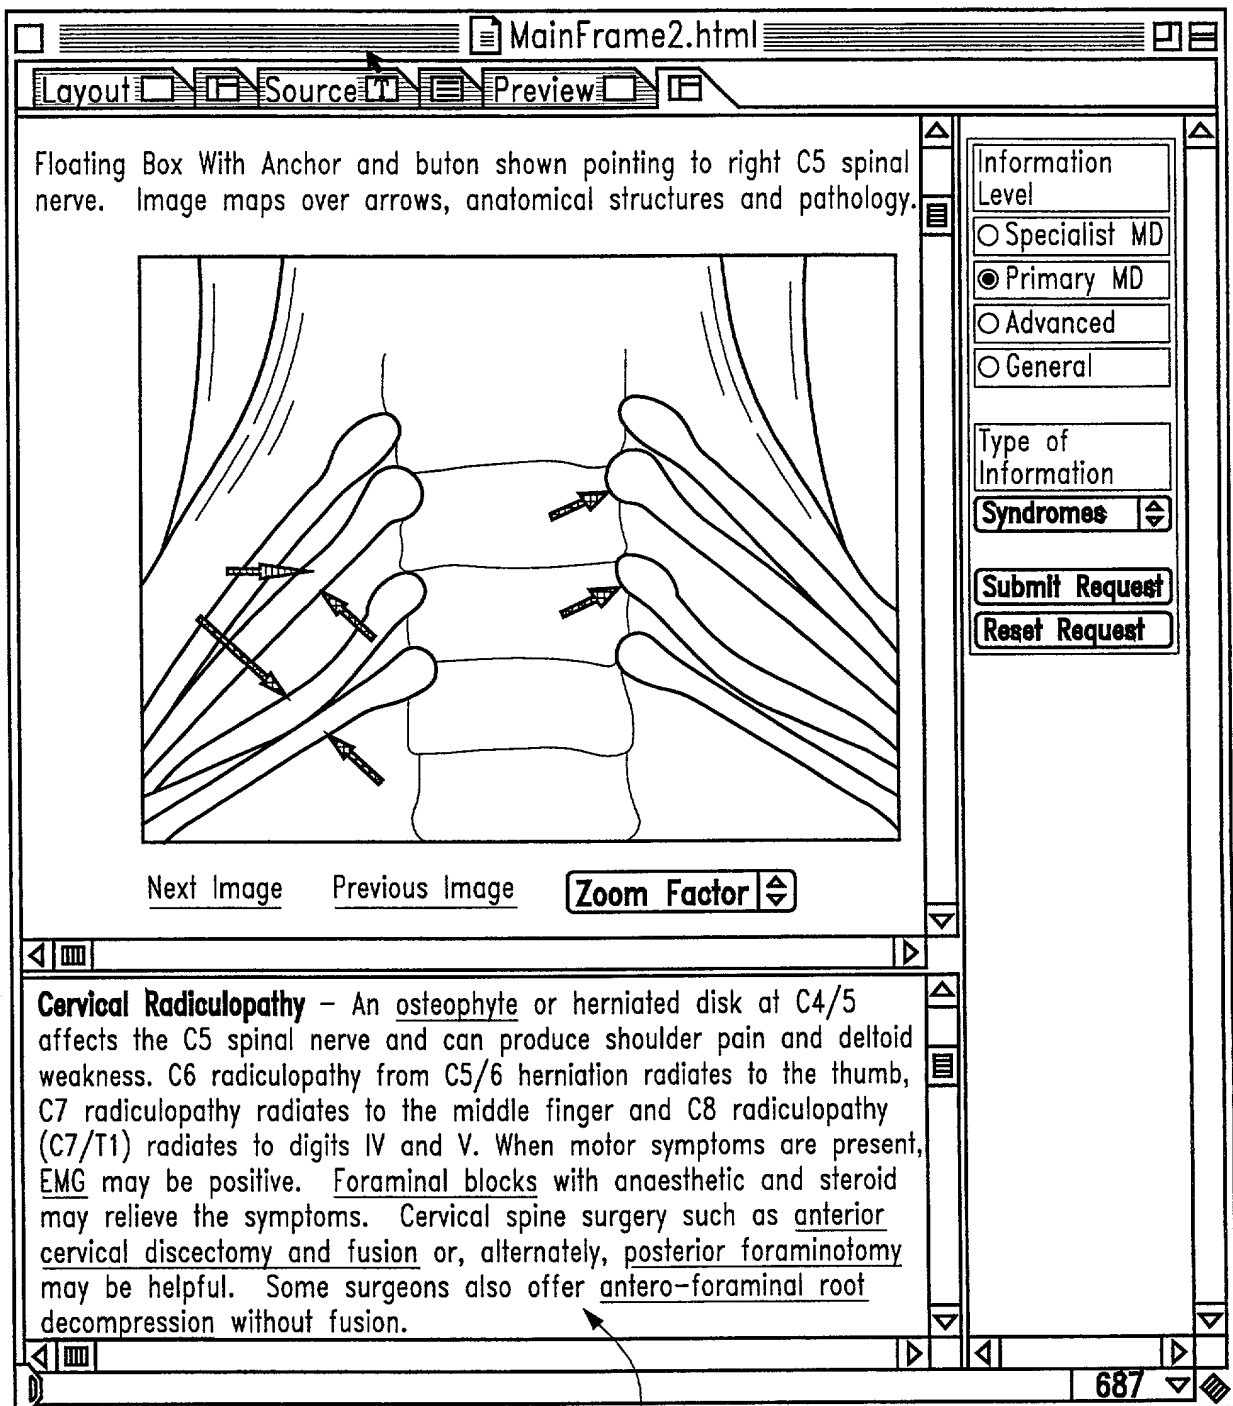 MainFrame2.html
Layout Source T Preview
Floating Box With Anchor and buton shown pointing to right C5 spinal
nerve. Image maps over arrows, anatomical structures and pathology.
Next Image Previous Image Zoom Factor
Cervical Radiculopathy – An osteophyte or herniated disk at C4/5
affects the C5 spinal nerve and can produce shoulder pain and deltoid
weakness. C6 radiculopathy from C5/6 herniation radiates to the thumb,
C7 radiculopathy radiates to the middle finger and C8 radiculopathy
(C7/T1) radiates to digits IV and V. When motor symptoms are present,
EMG may be positive. Foraminal blocks with anaesthetic and steroid
may relieve the symptoms. Cervical spine surgery such as anterior
cervical discectomy and fusion or, alternately, posterior foraminotomy
may be helpful. Some surgeons also offer antero-foraminal root
decompression without fusion.
Information
Level
Specialist MD
Primary MD
Advanced
General
Type of
Information
Syndromes
Submit Request
Reset Request
687